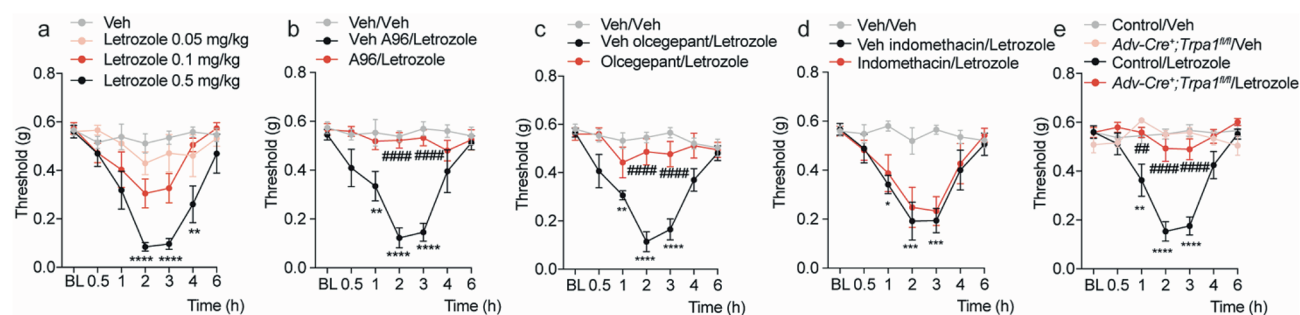 a
Veh
Letrozole 0.05 mg/kg
Letrozole 0.1 mg/kg
Letrozole 0.5 mg/kg
Threshold (g)
0.8
0.6
0.4
0.2
0.0
**** **** **
BL 0.5 1 2 3 4 6
Time (h)
b
Veh/Veh
Veh A96/Letrozole
A96/Letrozole
Threshold (g)
0.8
0.6
0.4
0.2
0.0
#### ####
** **** ****
BL 0.5 1 2 3 4 6
Time (h)
c
Veh/Veh
Veh olcegepant/Letrozole
Olcegepant/Letrozole
Threshold (g)
0.8
0.6
0.4
0.2
0.0
#### ####
** **** ****
BL 0.5 1 2 3 4 6
Time (h)
d
Veh/Veh
Veh indomethacin/Letrozole
Indomethacin/Letrozole
Threshold (g)
0.8
0.6
0.4
0.2
0.0
* *** ***
BL 0.5 1 2 3 4 6
Time (h)
e
Control/Veh
Adv-Cre⁺;Trpa1ᶠˡ/ᶠˡ/Veh
Control/Letrozole
Adv-Cre⁺;Trpa1ᶠˡ/ᶠˡ/Letrozole
Threshold (g)
0.8
0.6
0.4
0.2
0.0
## #### ####
** **** ****
BL 0.5 1 2 3 4 6
Time (h)